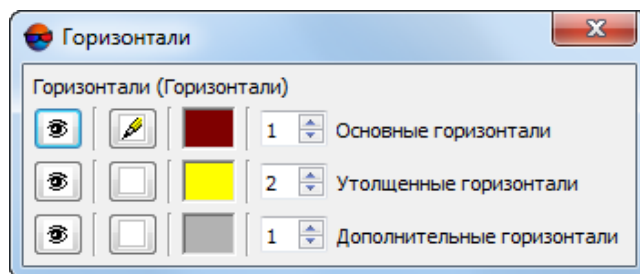 Горизонтали
Горизонтали (Горизонтали)
1 Основные горизонтали
2 Утолщенные горизонтали
1 Дополнительные горизонтали